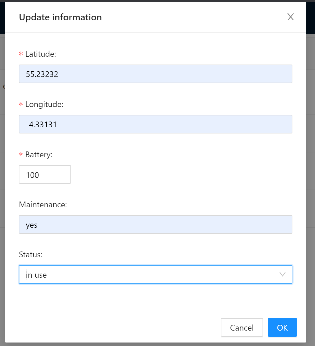 Update information
* Latitude:
55.23232
* Longitude:
-4.33131
* Battery:
100
Maintenance:
yes
Status:
in use
Cancel
OK